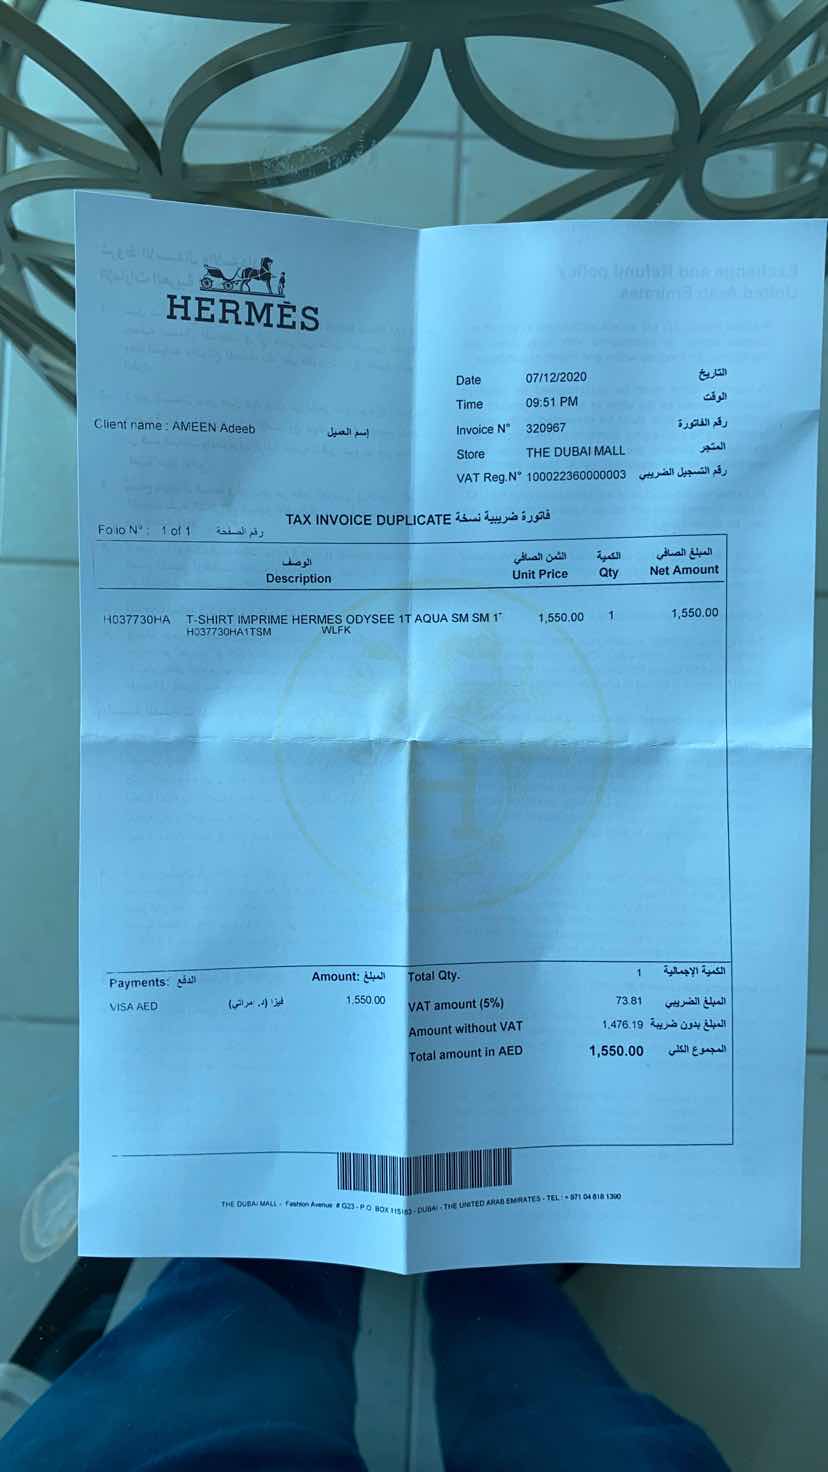 HERMÈS
Date 07/12/2020 التاريخ
Time 09:51 PM الوقت
Client name : AMEEN Adeeb إسم العميل
Invoice N° 320967 رقم الفاتورة
Store THE DUBAI MALL المتجر
VAT Reg.N° 100022360000003 رقم التسجيل الضريبي
TAX INVOICE DUPLICATE فاتورة ضريبية نسخة
Folio N° : 1 of 1 رقم الصفحة
الوصف الثمن الصافي الكمية المبلغ الصافي
Description Unit Price Qty Net Amount
H037730HA T-SHIRT IMPRIME HERMES ODYSEE 1T AQUA SM SM 1T 1,550.00 1 1,550.00
H037730HA1TSM WLFK
Payments: الدفع Amount: المبلغ Total Qty. 1 الكمية الإجمالية
VISA AED فيزا (د. امراتي) 1,550.00 VAT amount (5%) 73.81 المبلغ الضريبي
Amount without VAT 1,476.19 المبلغ بدون ضريبة
Total amount in AED 1,550.00 المجموع الكلي
THE DUBAI MALL - Fashion Avenue # G23 - P.O. BOX 115163 - DUBAI - THE UNITED ARAB EMIRATES - TEL : + 971 04 818 1390